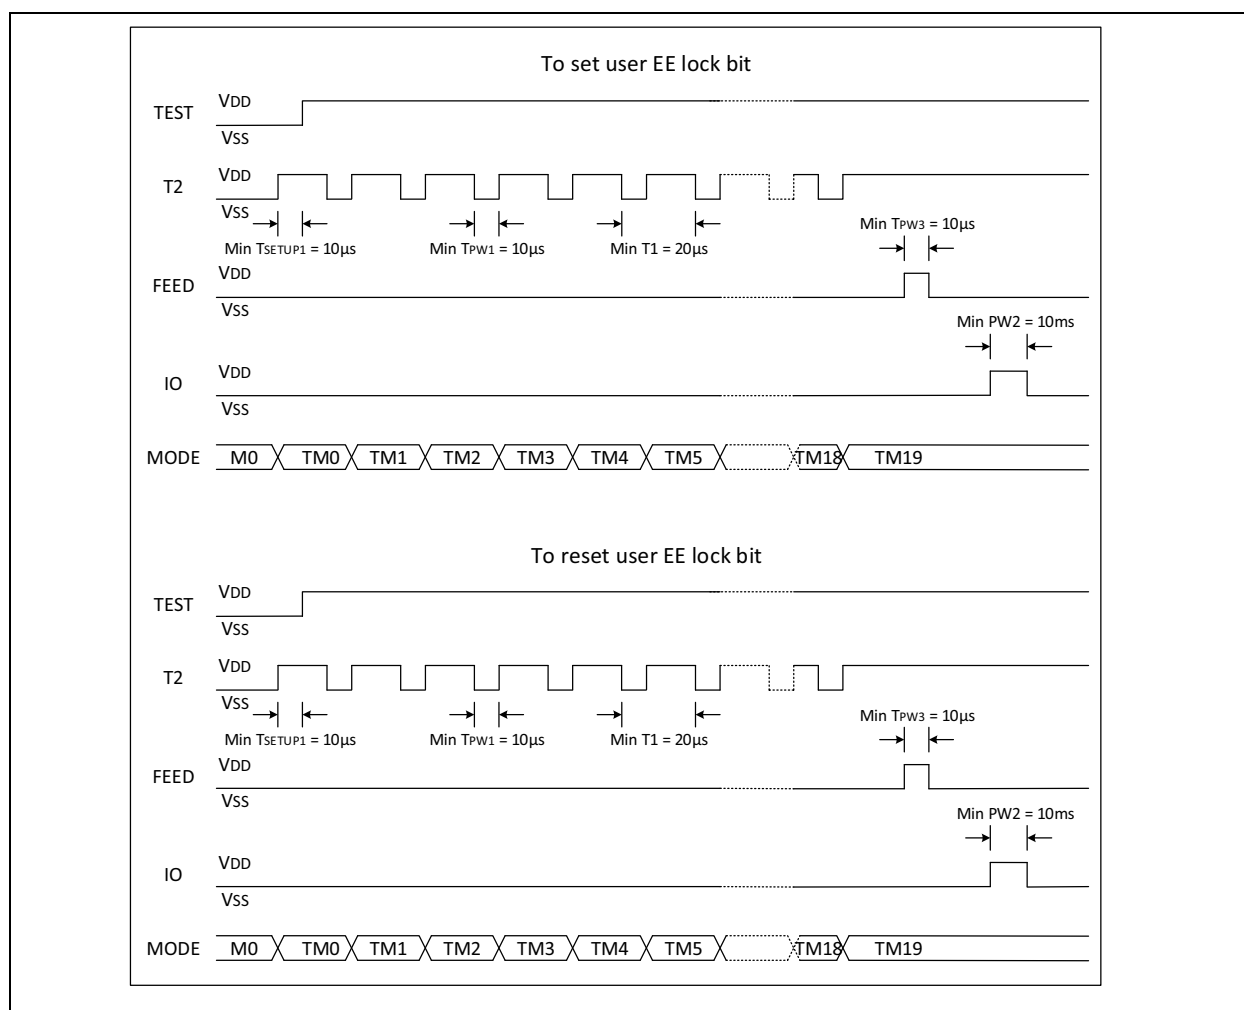 To set user EE lock bit
TEST
VDD
VSS
T2
VDD
VSS
Min TSETUP1 = 10µs
Min TPW1 = 10µs
Min T1 = 20µs
Min TPW3 = 10µs
FEED
VDD
VSS
Min PW2 = 10ms
IO
VDD
VSS
MODE M0 TM0 TM1 TM2 TM3 TM4 TM5 TM18 TM19
To reset user EE lock bit
TEST
VDD
VSS
T2
VDD
VSS
Min TSETUP1 = 10µs
Min TPW1 = 10µs
Min T1 = 20µs
Min TPW3 = 10µs
FEED
VDD
VSS
Min PW2 = 10ms
IO
VDD
VSS
MODE M0 TM0 TM1 TM2 TM3 TM4 TM5 TM18 TM19